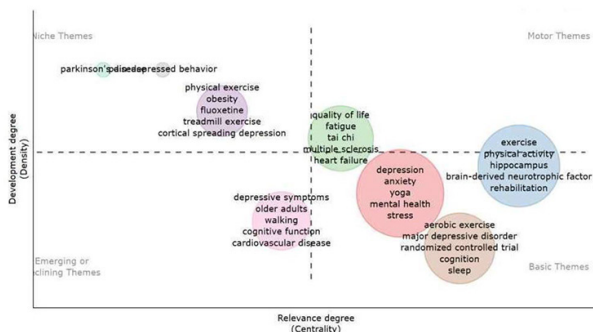 Niche Themes
Motor Themes
parkinson's disease
depressed behavior
physical exercise
obesity
fluoxetine
treadmill exercise
cortical spreading depression
quality of life
fatigue
tai chi
multiple sclerosis
heart failure
exercise
physical activity
hippocampus
brain-derived neurotrophic factor
rehabilitation
depression
anxiety
yoga
mental health
stress
depressive symptoms
older adults
walking
cognitive function
cardiovascular disease
aerobic exercise
major depressive disorder
randomized controlled trial
cognition
sleep
Emerging or
clining Themes
Basic Themes
Development degree
(Density)
Relevance degree
(Centrality)